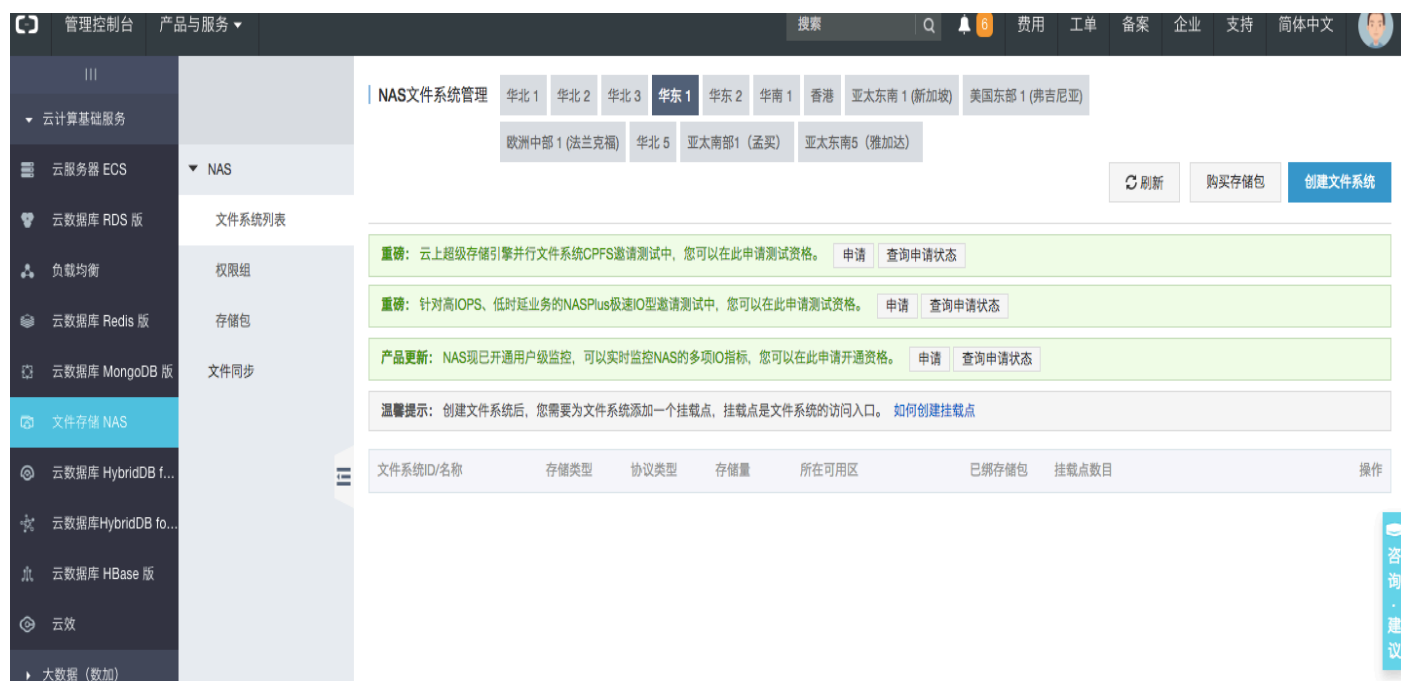 管理控制台 产品与服务 搜索 6 费用 工单 备案 企业 支持 简体中文
云计算基础服务
云服务器 ECS
云数据库 RDS 版
负载均衡
云数据库 Redis 版
云数据库 MongoDB 版
文件存储 NAS
云数据库 HybridDB f...
云数据库HybridDB fo...
云数据库 HBase 版
云效
大数据（数加）
NAS
文件系统列表
权限组
存储包
文件同步
NAS文件系统管理 华北 1 华北 2 华北 3 华东 1 华东 2 华南 1 香港 亚太东南 1 (新加坡) 美国东部 1 (弗吉尼亚)
欧洲中部 1 (法兰克福) 华北 5 亚太南部1（孟买） 亚太东南5（雅加达）
刷新 购买存储包 创建文件系统
重磅：云上超级存储引擎并行文件系统CPFS邀请测试中，您可以在此申请测试资格。 申请 查询申请状态
重磅：针对高IOPS、低时延业务的NASPlus极速IO型邀请测试中，您可以在此申请测试资格。 申请 查询申请状态
产品更新：NAS现已开通用户级监控，可以实时监控NAS的多项IO指标，您可以在此申请开通资格。 申请 查询申请状态
温馨提示：创建文件系统后，您需要为文件系统添加一个挂载点，挂载点是文件系统的访问入口。 如何创建挂载点
文件系统ID/名称 存储类型 协议类型 存储量 所在可用区 已绑存储包 挂载点数目 操作
咨询·建议